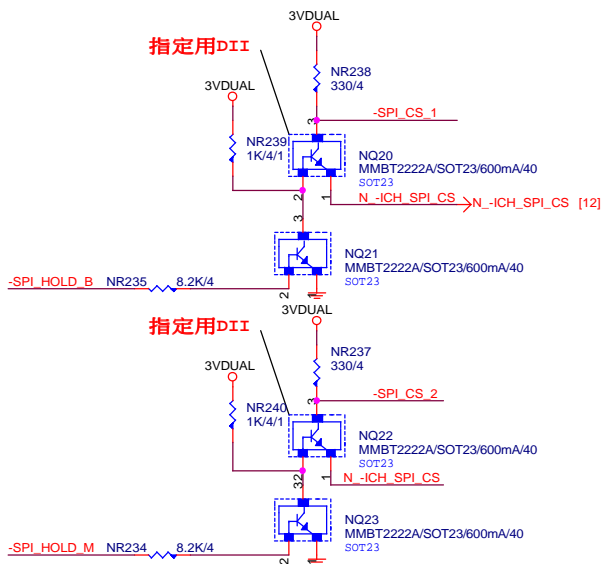 3VDUAL
指定用DII
NR238
330/4
3VDUAL
-SPI_CS_1
3
NR239
1K/4/1
NQ20
MMBT2222A/SOT23/600mA/40
SOT23
2
1
N_-ICH_SPI_CS
N_-ICH_SPI_CS [12]
3
NQ21
MMBT2222A/SOT23/600mA/40
SOT23
-SPI_HOLD_B
NR235
8.2K/4
2
1
3VDUAL
指定用DII
NR237
330/4
3VDUAL
-SPI_CS_2
3
NR240
1K/4/1
NQ22
MMBT2222A/SOT23/600mA/40
SOT23
32
1
N_-ICH_SPI_CS
NQ23
MMBT2222A/SOT23/600mA/40
SOT23
-SPI_HOLD_M
NR234
8.2K/4
2
1